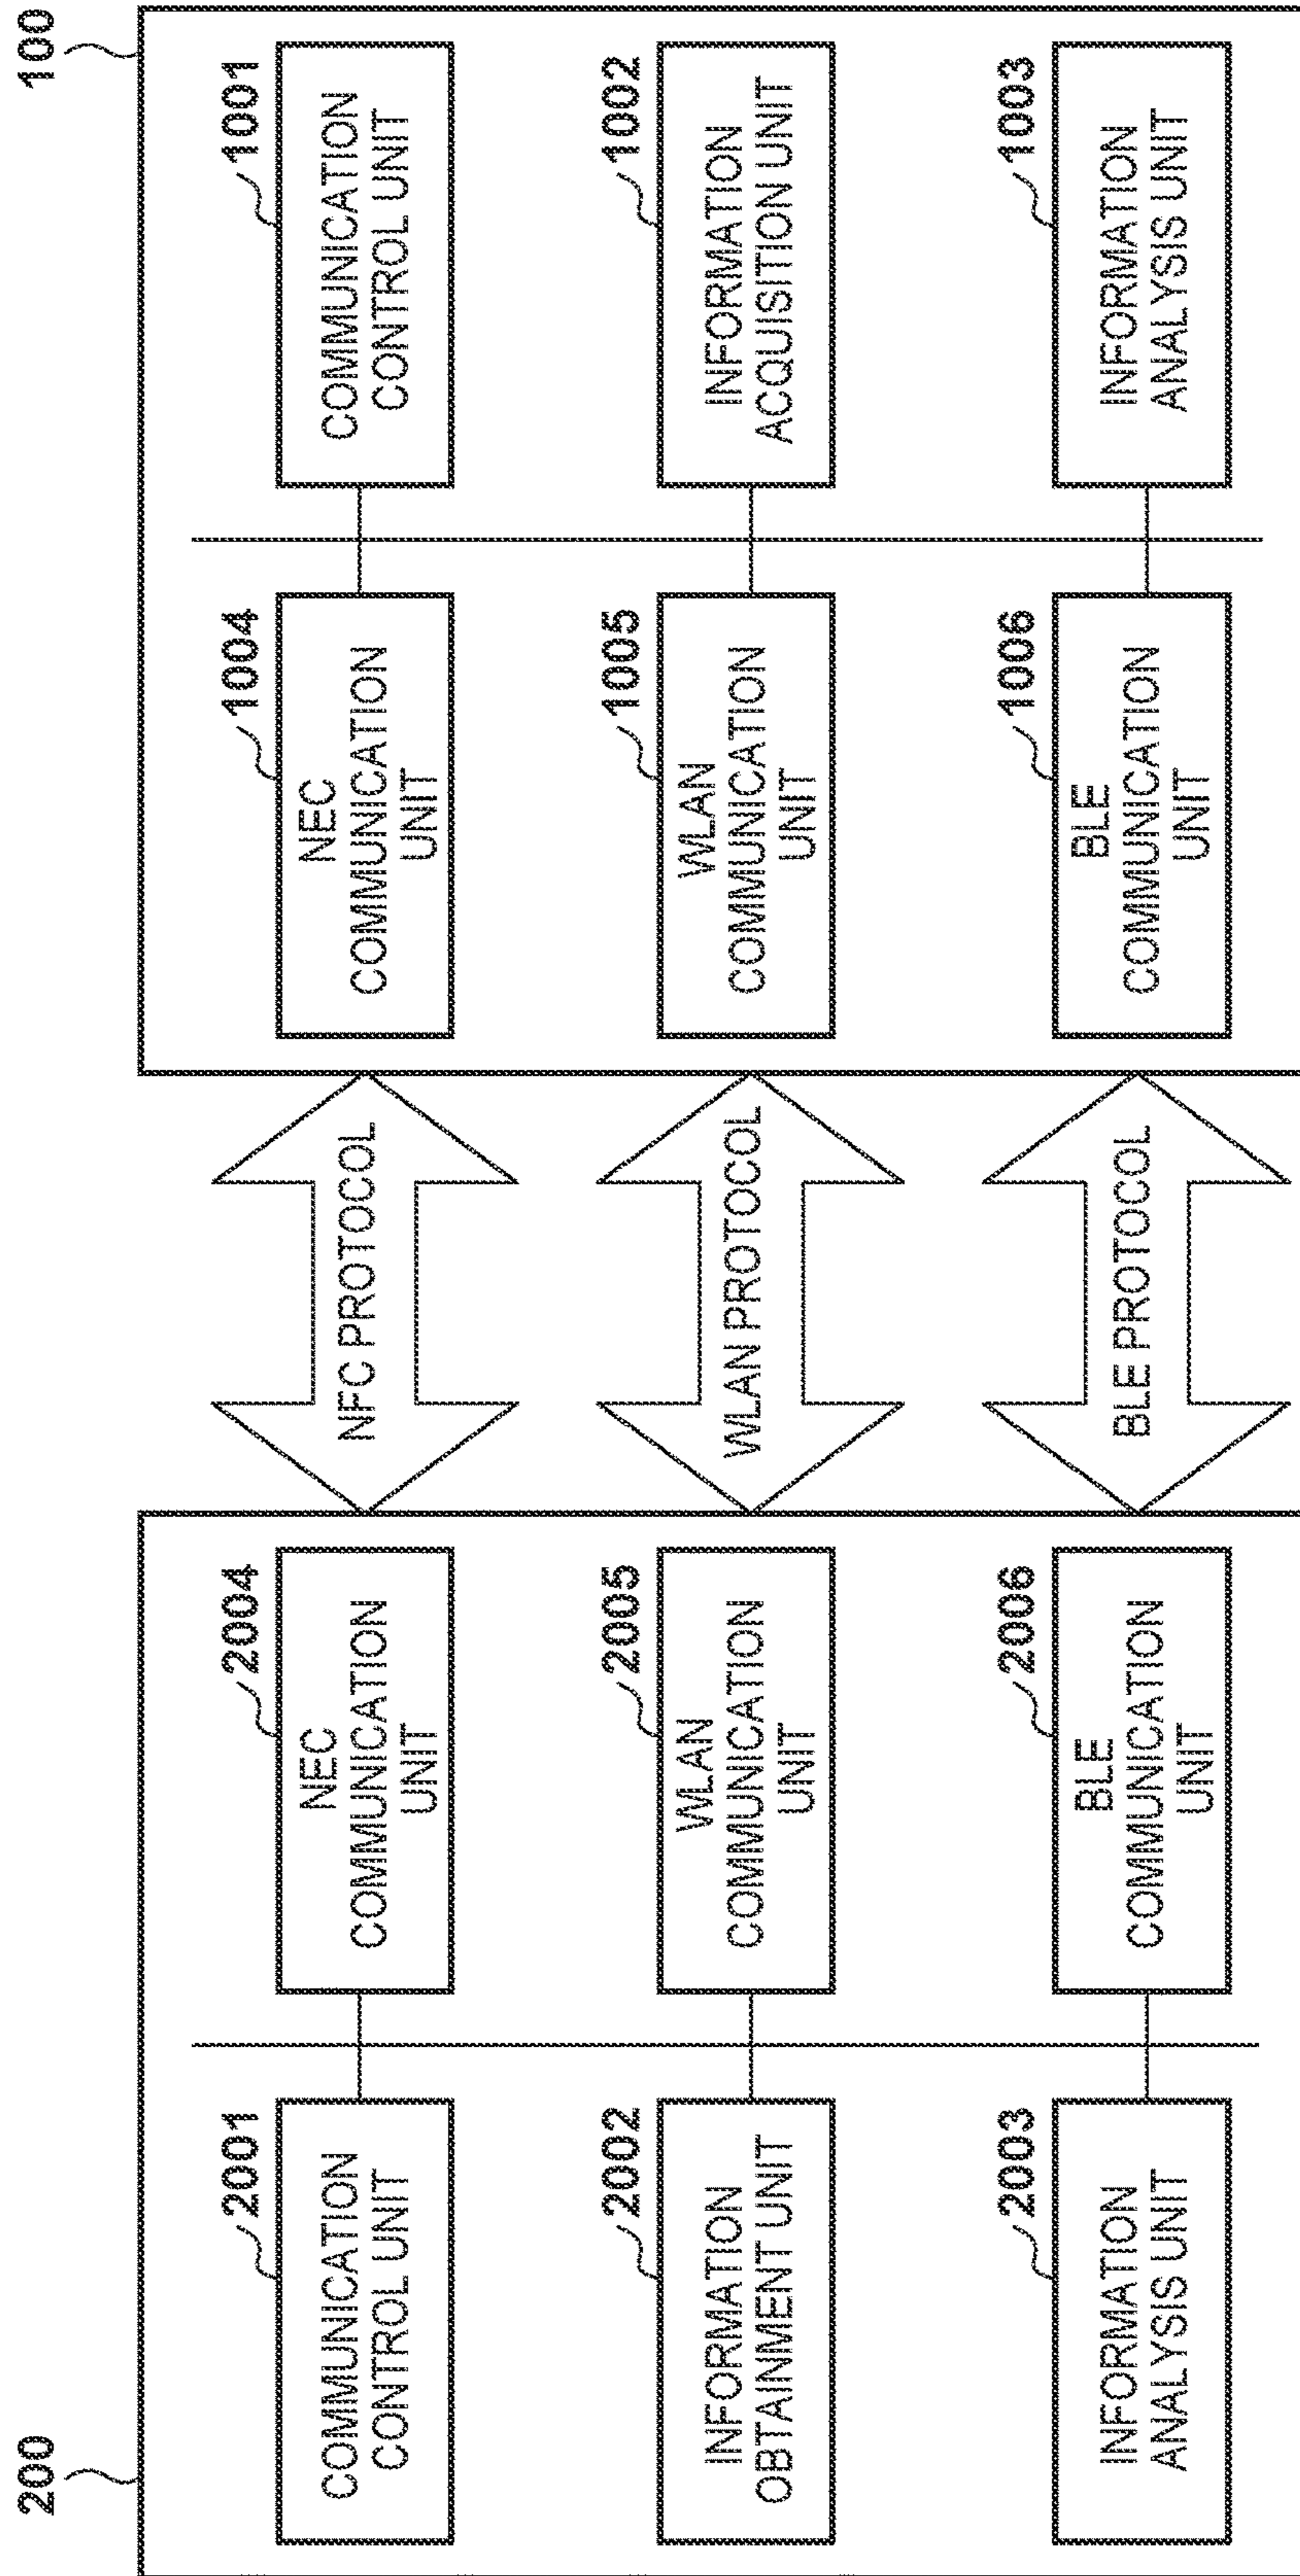 200
100
2001
COMMUNICATION
CONTROL UNIT
2004
NEC
COMMUNICATION
UNIT
NFC PROTOCOL
1004
NEC
COMMUNICATION
UNIT
1001
COMMUNICATION
CONTROL UNIT
2002
INFORMATION
OBTAINMENT UNIT
2005
WLAN
COMMUNICATION
UNIT
WLAN PROTOCOL
1005
WLAN
COMMUNICATION
UNIT
1002
INFORMATION
ACQUISITION UNIT
2003
INFORMATION
ANALYSIS UNIT
2006
BLE
COMMUNICATION
UNIT
BLE PROTOCOL
1006
BLE
COMMUNICATION
UNIT
1003
INFORMATION
ANALYSIS UNIT